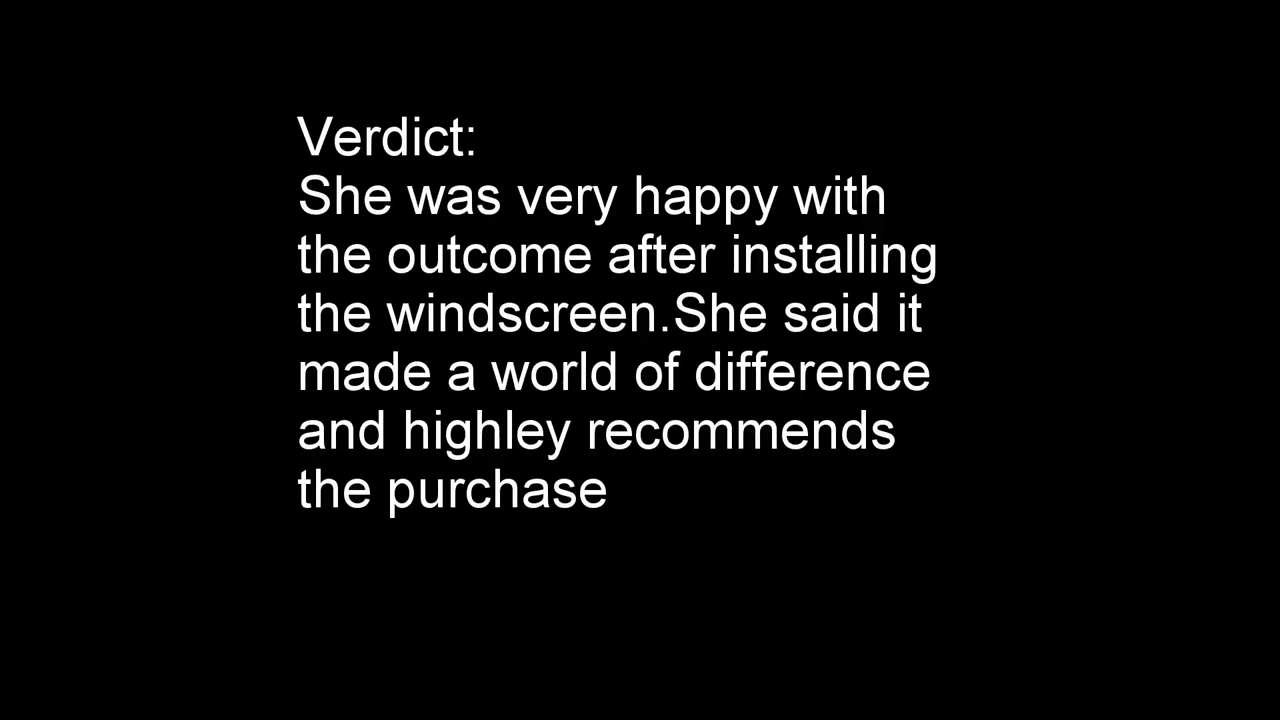 Verdict:
She was very happy with
the outcome after installing
the windscreen.She said it
made a world of difference
and highley recommends
the purchase